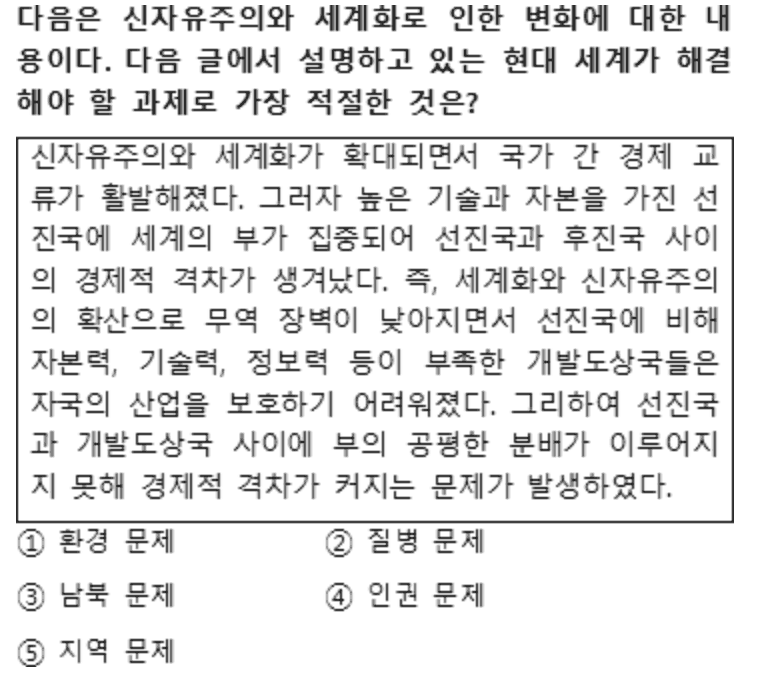 다음은 신자유주의와 세계화로 인한 변화에 대한 내
용이다. 다음 글에서 설명하고 있는 현대 세계가 해결
해야 할 과제로 가장 적절한 것은?
신자유주의와 세계화가 확대되면서 국가 간 경제 교
류가 활발해졌다. 그러자 높은 기술과 자본을 가진 선
진국에 세계의 부가 집중되어 선진국과 후진국 사이
의 경제적 격차가 생겨났다. 즉, 세계화와 신자유주의
의 확산으로 무역 장벽이 낮아지면서 선진국에 비해
자본력, 기술력, 정보력 등이 부족한 개발도상국들은
자국의 산업을 보호하기 어려워졌다. 그리하여 선진국
과 개발도상국 사이에 부의 공평한 분배가 이루어지
지 못해 경제적 격차가 커지는 문제가 발생하였다.
① 환경 문제 ② 질병 문제
③ 남북 문제 ④ 인권 문제
⑤ 지역 문제